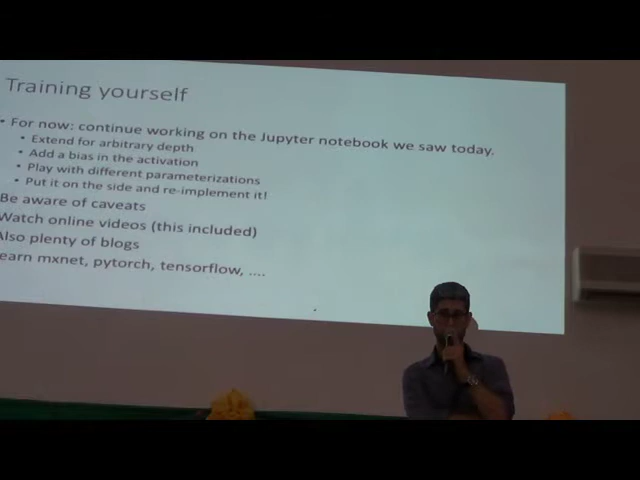 Training yourself
• For now: continue working on the Jupyter notebook we saw today.
• Extend for arbitrary depth
• Add a bias in the activation
• Play with different parameterizations
• Put it on the side and re-implement it!
Be aware of caveats
Watch online videos (this included)
Also plenty of blogs
earn mxnet, pytorch, tensorflow, ....